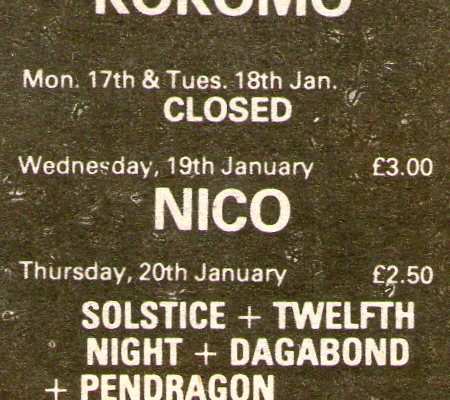 KOKOMO
Mon. 17th & Tues. 18th Jan.
CLOSED
Wednesday, 19th January £3.00
NICO
Thursday, 20th January £2.50
SOLSTICE + TWELFTH
NIGHT + DAGABOND
+ PENDRAGON